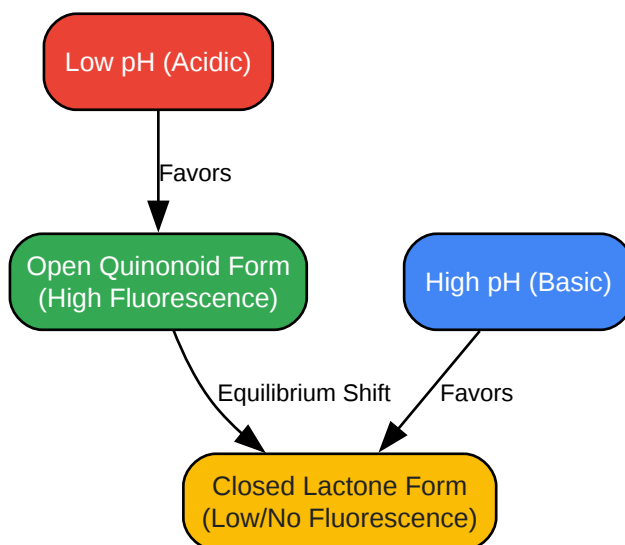 Low pH (Acidic)
Favors
Open Quinonoid Form
(High Fluorescence)
High pH (Basic)
Equilibrium Shift
Favors
Closed Lactone Form
(Low/No Fluorescence)